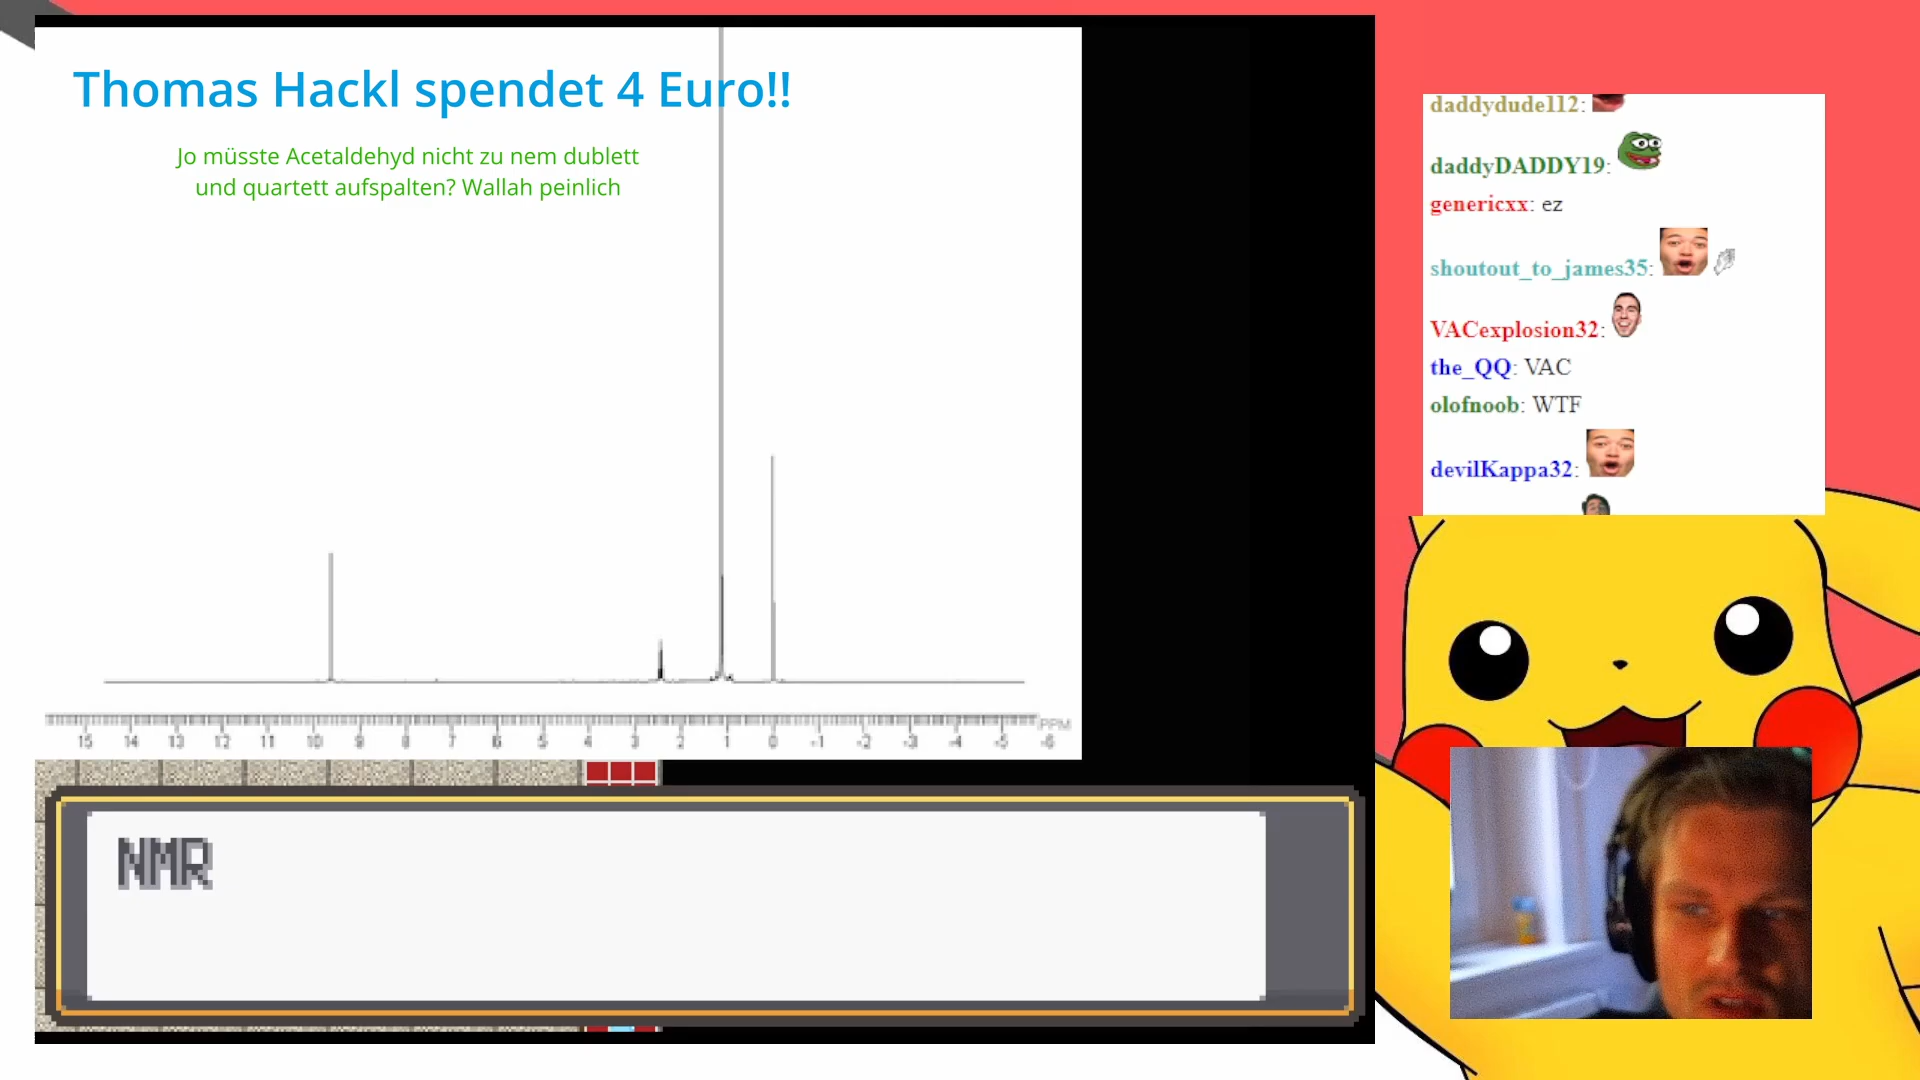 Thomas Hackl spendet 4 Euro!!
Jo müsste Acetaldehyd nicht zu nem dublett
und quartett aufspalten? Wallah peinlich
15 14 13 12 11 10 9 8 7 6 5 4 3 2 1 0 -1 -2 -3 -4 -5 -6
PPM
NMR
daddydude112:
daddyDADDY19:
genericxx: ez
shoutout_to_james35:
VACexplosion32:
the_QQ: VAC
olofnoob: WTF
devilKappa32: